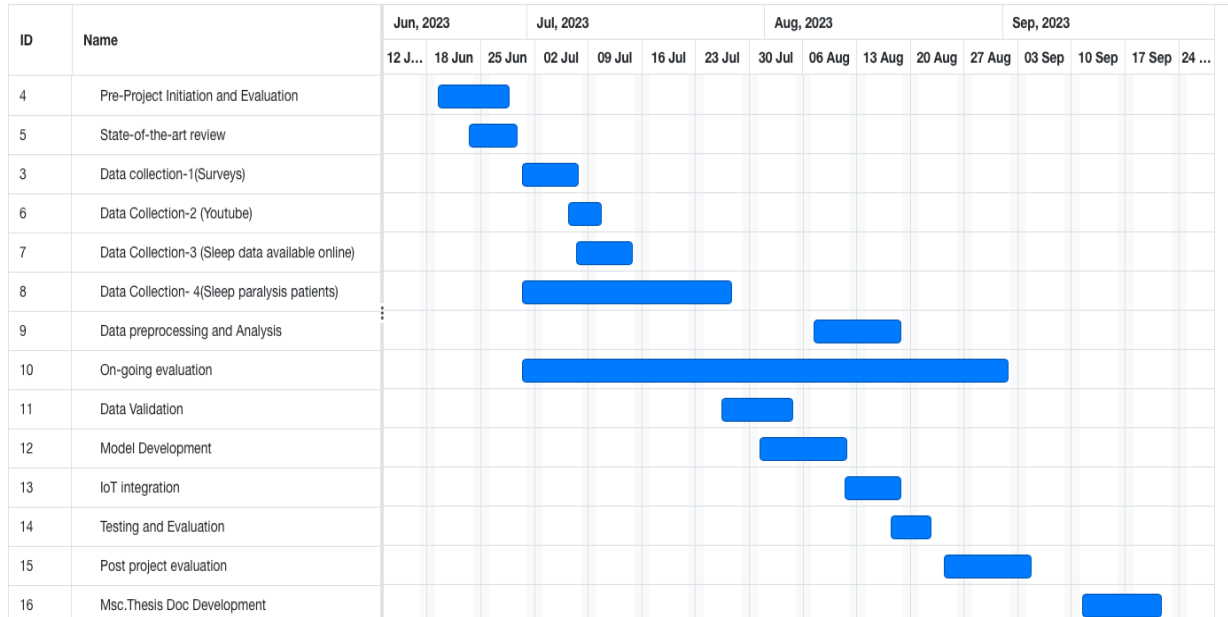 Jun, 2023 Jul, 2023 Aug, 2023 Sep, 2023
ID Name
12 J... 18 Jun 25 Jun 02 Jul 09 Jul 16 Jul 23 Jul 30 Jul 06 Aug 13 Aug 20 Aug 27 Aug 03 Sep 10 Sep 17 Sep 24 ...
4 Pre-Project Initiation and Evaluation
5 State-of-the-art review
3 Data collection-1(Surveys)
6 Data Collection-2 (Youtube)
7 Data Collection-3 (Sleep data available online)
8 Data Collection- 4(Sleep paralysis patients)
9 Data preprocessing and Analysis
10 On-going evaluation
11 Data Validation
12 Model Development
13 IoT integration
14 Testing and Evaluation
15 Post project evaluation
16 Msc.Thesis Doc Development